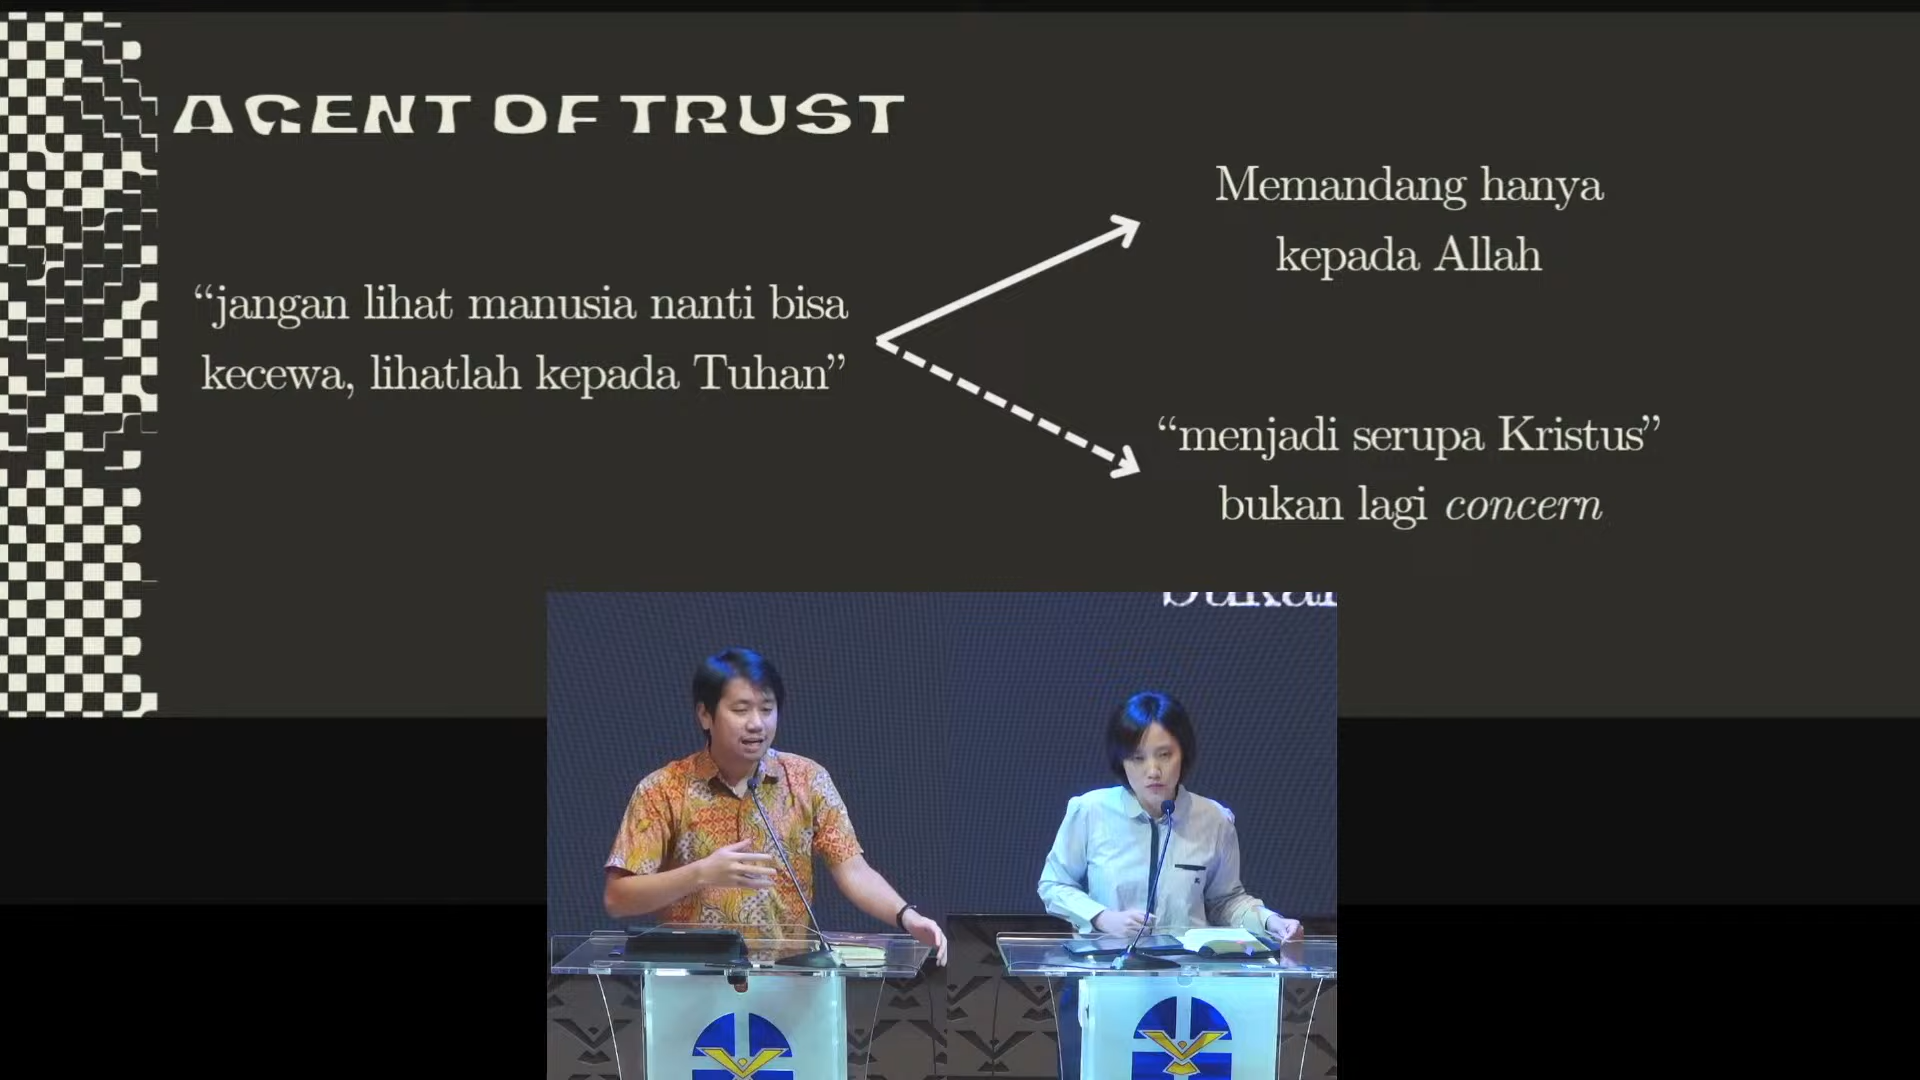 AGENT OF TRUST
“jangan lihat manusia nanti bisa
kecewa, lihatlah kepada Tuhan”
Memandang hanya
kepada Allah
“menjadi serupa Kristus”
bukan lagi concern